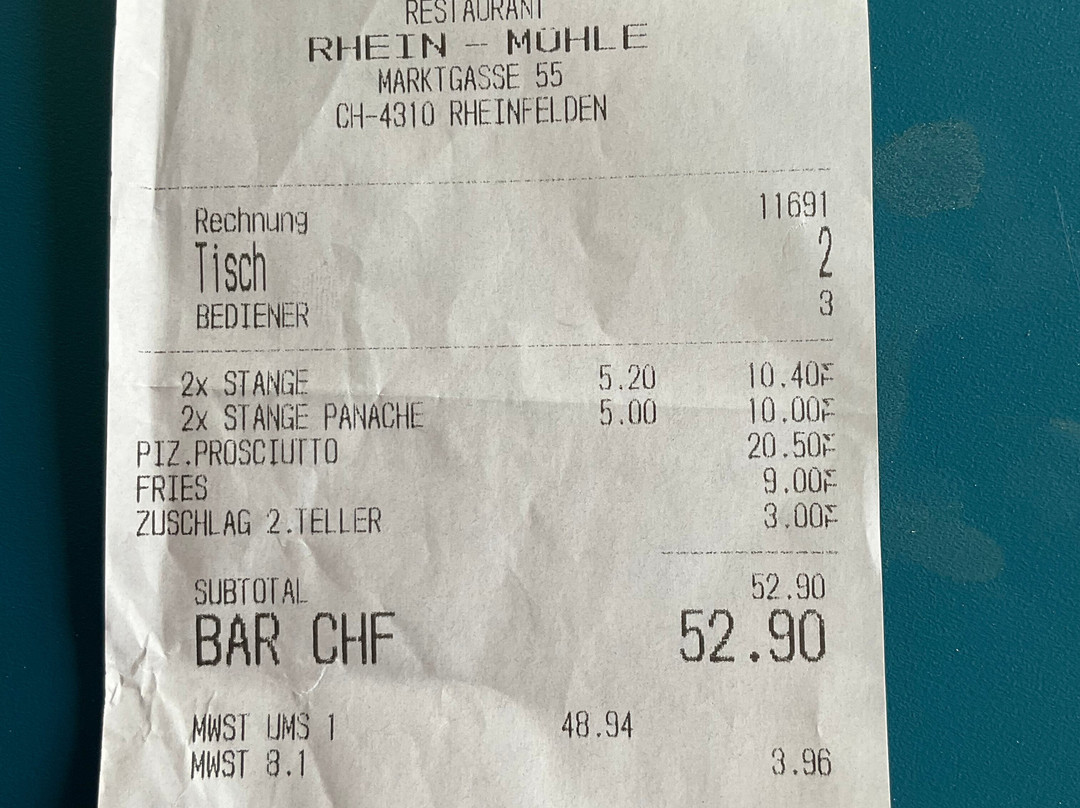 RESTAURANT
RHEIN - MÜHLE
MARKTGASSE 55
CH-4310 RHEINFELDEN
Rechnung 11691
Tisch 2
BEDIENER 3
2x STANGE 5.20 10.40F
2x STANGE PANACHE 5.00 10.00F
PIZ.PROSCIUTTO 20.50F
FRIES 9.00F
ZUSCHLAG 2.TELLER 3.00F
SUBTOTAL 52.90
BAR CHF 52.90
MWST UMS 1 48.94
MWST 8.1 3.96